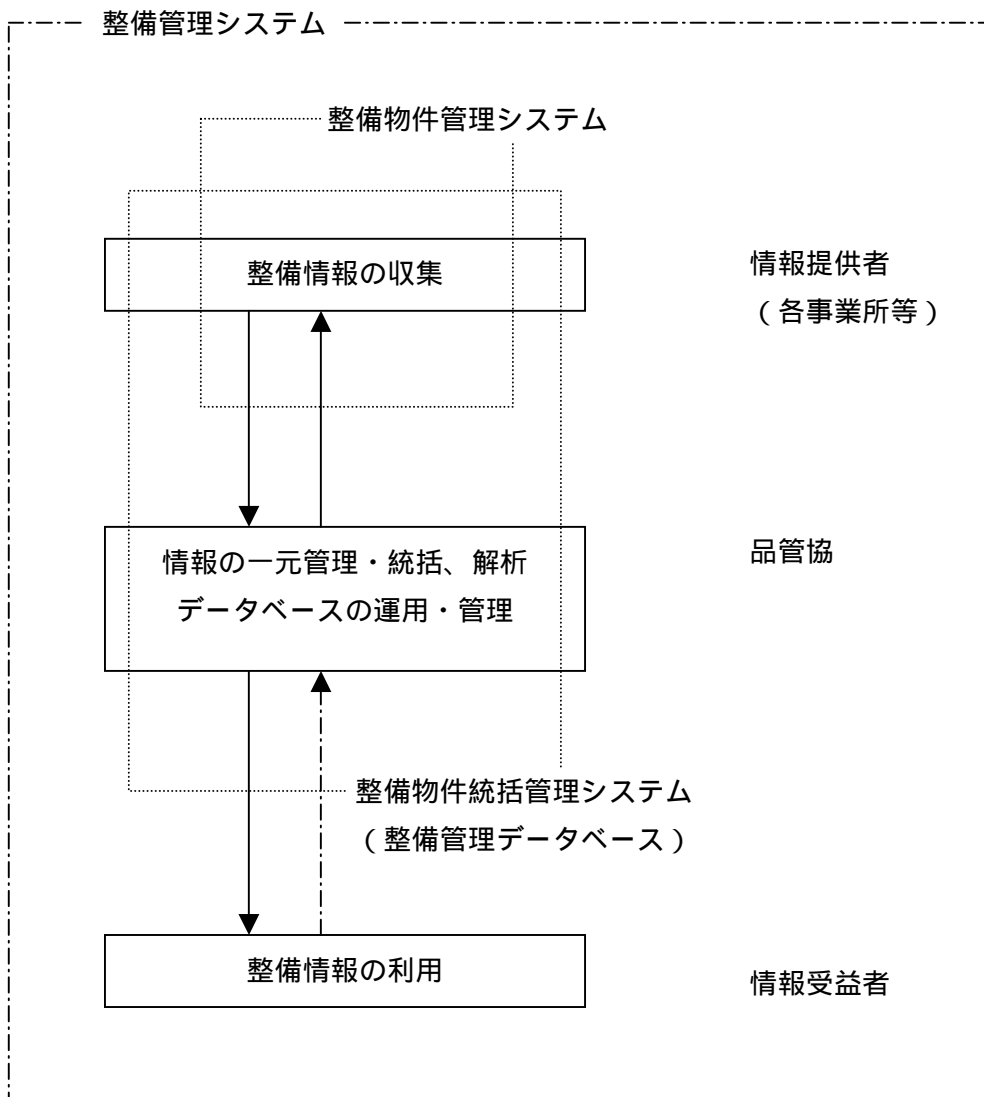 整備管理システム
整備物件管理システム
整備情報の収集
情報提供者
（各事業所等）
情報の一元管理・統括、解析
データベースの運用・管理
品管協
整備物件統括管理システム
（整備管理データベース）
整備情報の利用
情報受益者